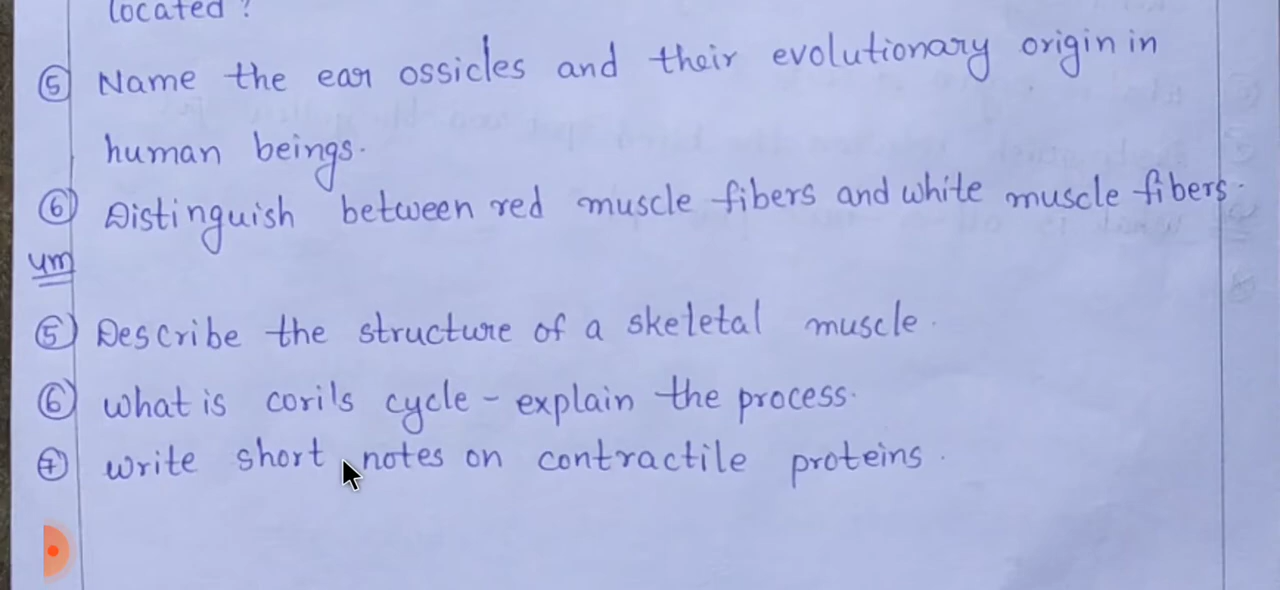 located ?
⑤ Name the ear ossicles and their evolutionary origin in
human beings.
⑥ Distinguish between red muscle fibers and white muscle fibers.
4m
⑤ Describe the structure of a skeletal muscle.
⑥ what is cori's cycle - explain the process.
⑦ write short notes on contractile proteins.